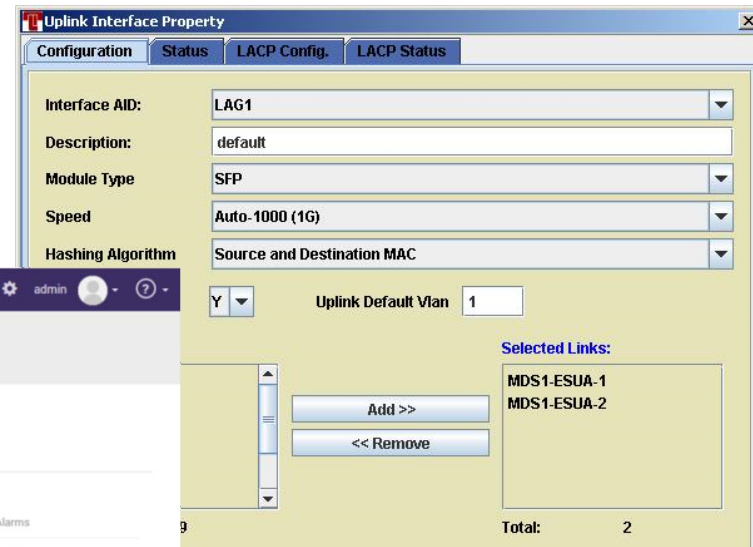 Uplink Interface Property
Configuration Status LACP Config. LACP Status
Interface AID: LAG1
Description: default
Module Type SFP
Speed Auto-1000 (1G)
Hashing Algorithm Source and Destination MAC
admin
Y Uplink Default Vlan 1
Selected Links:
MDS1-ESUA-1
MDS1-ESUA-2
Add >>
<< Remove
Alarms
9 Total: 2